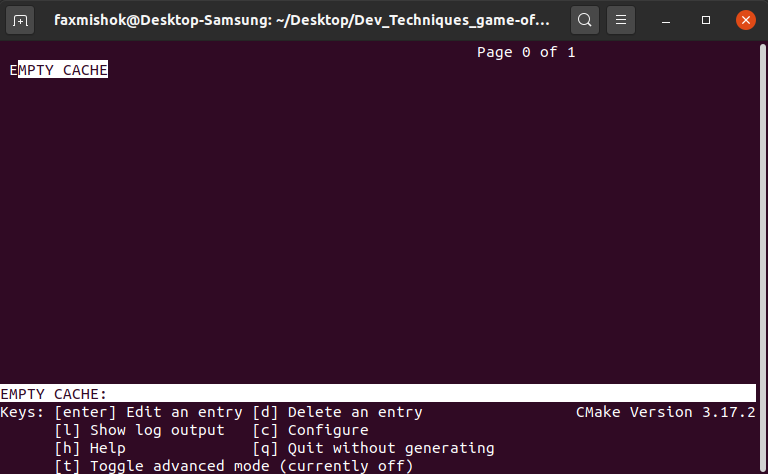 faxmishok@Desktop-Samsung: ~/Desktop/Dev_Techniques_game-of...
Page 0 of 1
EMPTY CACHE
EMPTY CACHE:
Keys: [enter] Edit an entry [d] Delete an entry CMake Version 3.17.2
[l] Show log output [c] Configure
[h] Help [q] Quit without generating
[t] Toggle advanced mode (currently off)